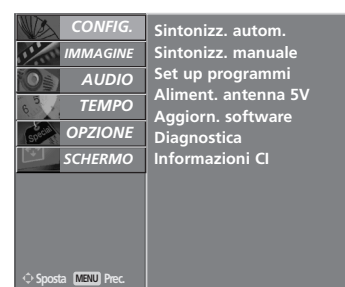 CONFIG.
IMMAGINE
AUDIO
TEMPO
OPZIONE
Special
SCHERMO
Sintonizz. autom.
Sintonizz. manuale
Set up programmi
Aliment. antenna 5V
Aggiorn. software
Diagnostica
Informazioni CI
Sposta MENU Prec.